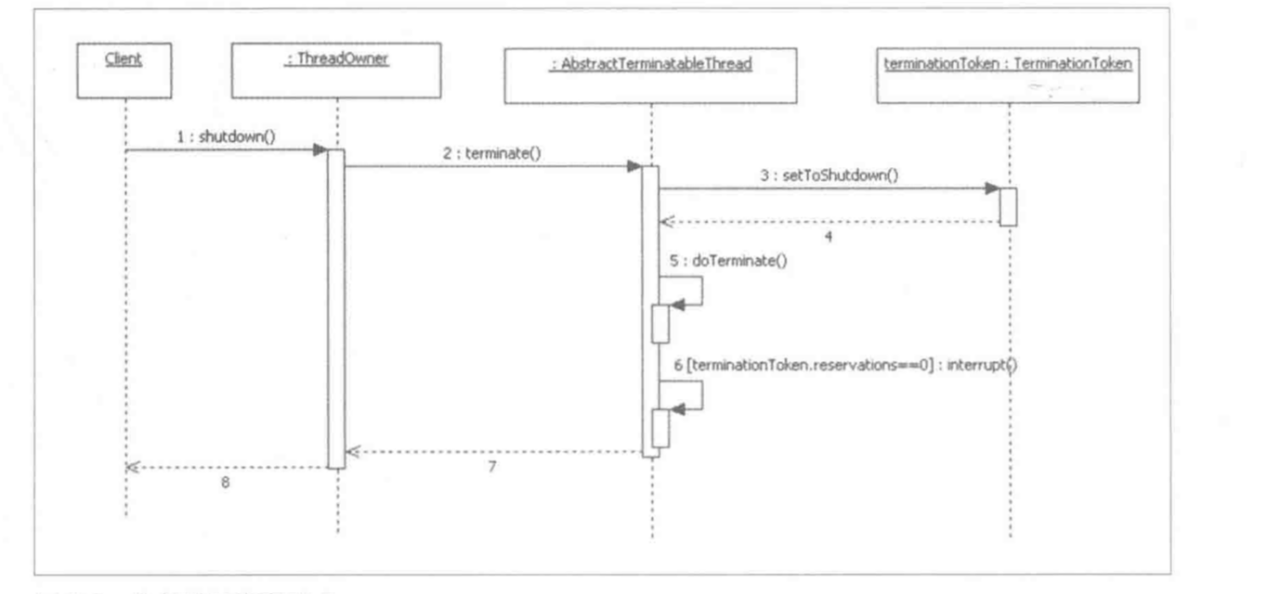 Client
: ThreadOwner
: AbstractTerminatableThread
terminationToken : TerminationToken
1 : shutdown()
2 : terminate()
3 : setToShutdown()
4
5 : doTerminate()
6 [terminationToken.reservations==0] : interrupt()
7
8